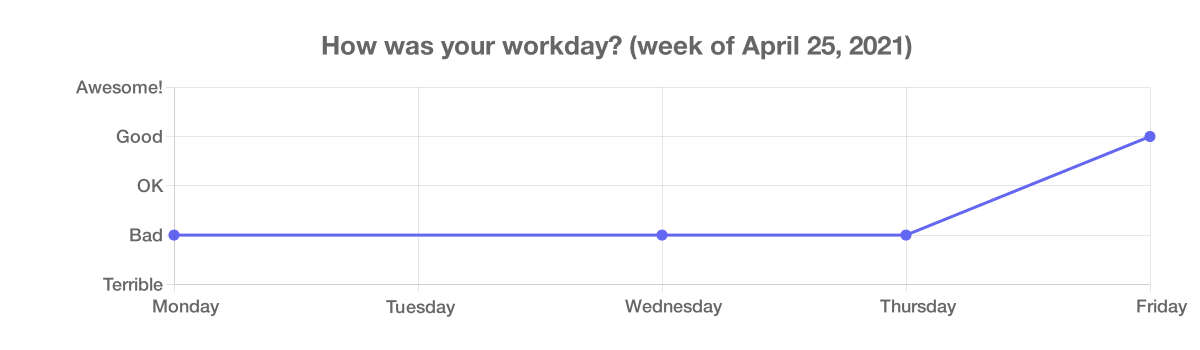 How was your workday? (week of April 25, 2021)
Awesome!
Good
OK
Bad
Terrible
Monday Tuesday Wednesday Thursday Friday